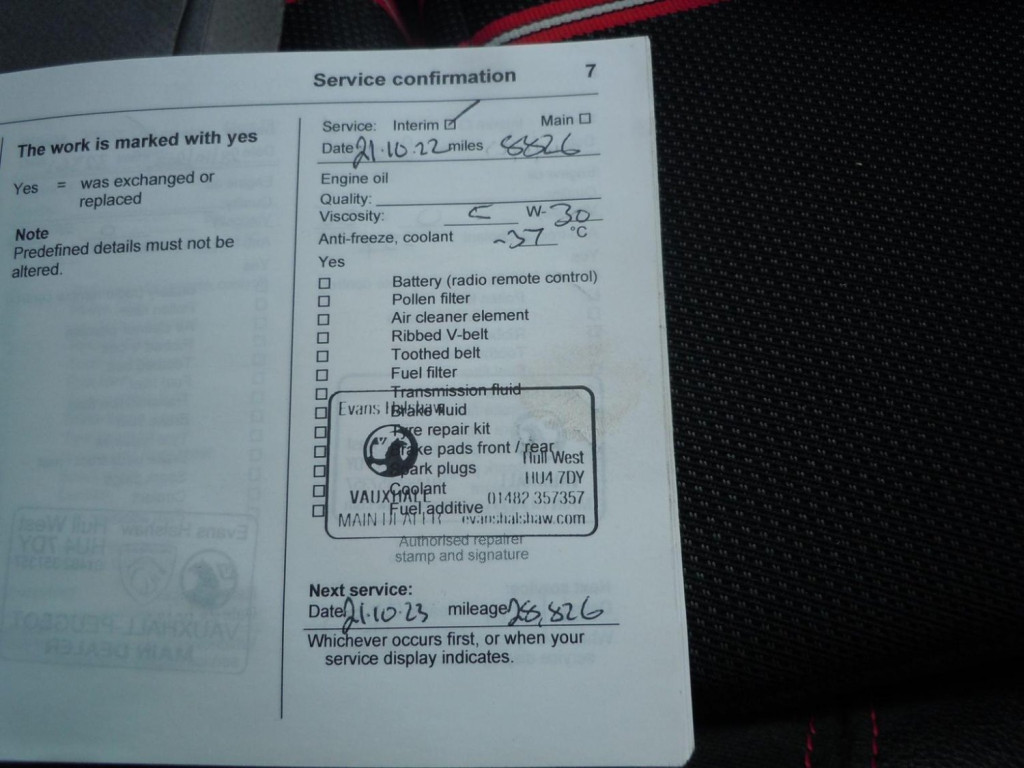 Service confirmation 7
The work is marked with yes
Yes = was exchanged or
replaced
Note
Predefined details must not be
altered.
Service: Interim Main
Date 21.10.22 miles 8826
Engine oil
Quality:
Viscosity: W-30
Anti-freeze, coolant -37 °C
Yes
Battery (radio remote control)
Pollen filter
Air cleaner element
Ribbed V-belt
Toothed belt
Fuel filter
Transmission fluid
Brake fluid
Tyre repair kit
Brake pads front / rear
Spark plugs
Coolant
Fuel additive
Evans Halshaw
Hull West
HU4 7DY
VAUXHALL 01482 357357
MAIN DEALER evanshalshaw.com
Authorised repairer
stamp and signature
Next service:
Date 21.10.23 mileage 28,826
Whichever occurs first, or when your
service display indicates.